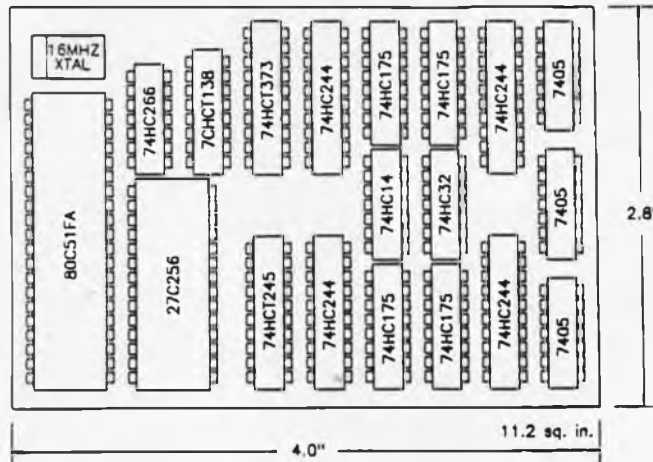 16MHZ
XTAL
80C51FA
74HC266
7CHCT138
74HCT373
74HC244
74HC175
74HC175
74HC244
7405
27C256
74HC14
74HC32
7405
74HCT245
74HC244
74HC175
74HC175
74HC244
7405
2.8"
11.2 sq. in.
4.0"